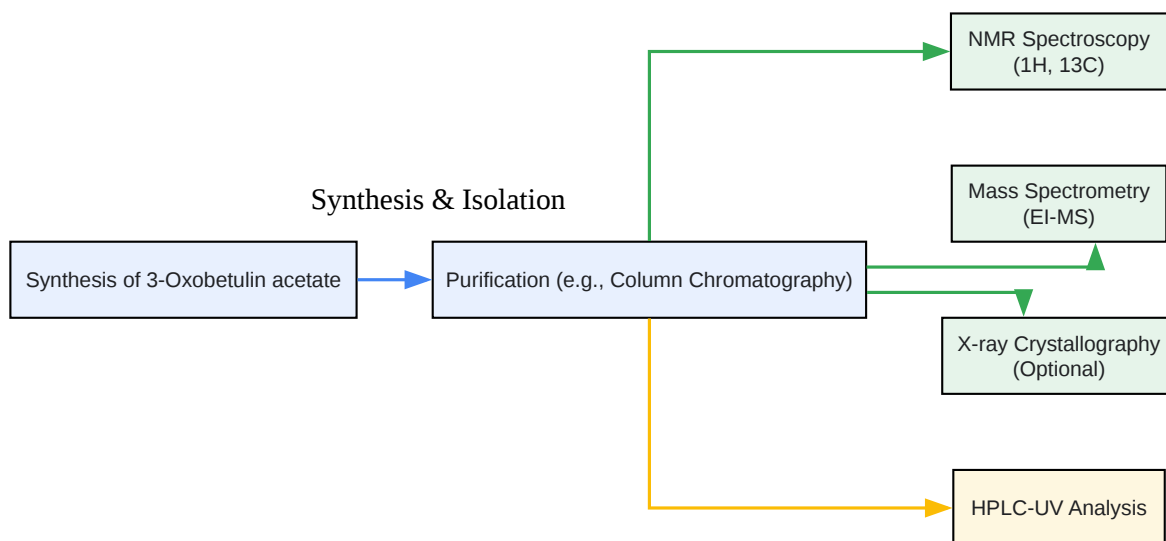 NMR Spectroscopy
(1H, 13C)
Mass Spectrometry
(EI-MS)
Synthesis & Isolation
Synthesis of 3-Oxobetulin acetate
Purification (e.g., Column Chromatography)
X-ray Crystallography
(Optional)
HPLC-UV Analysis